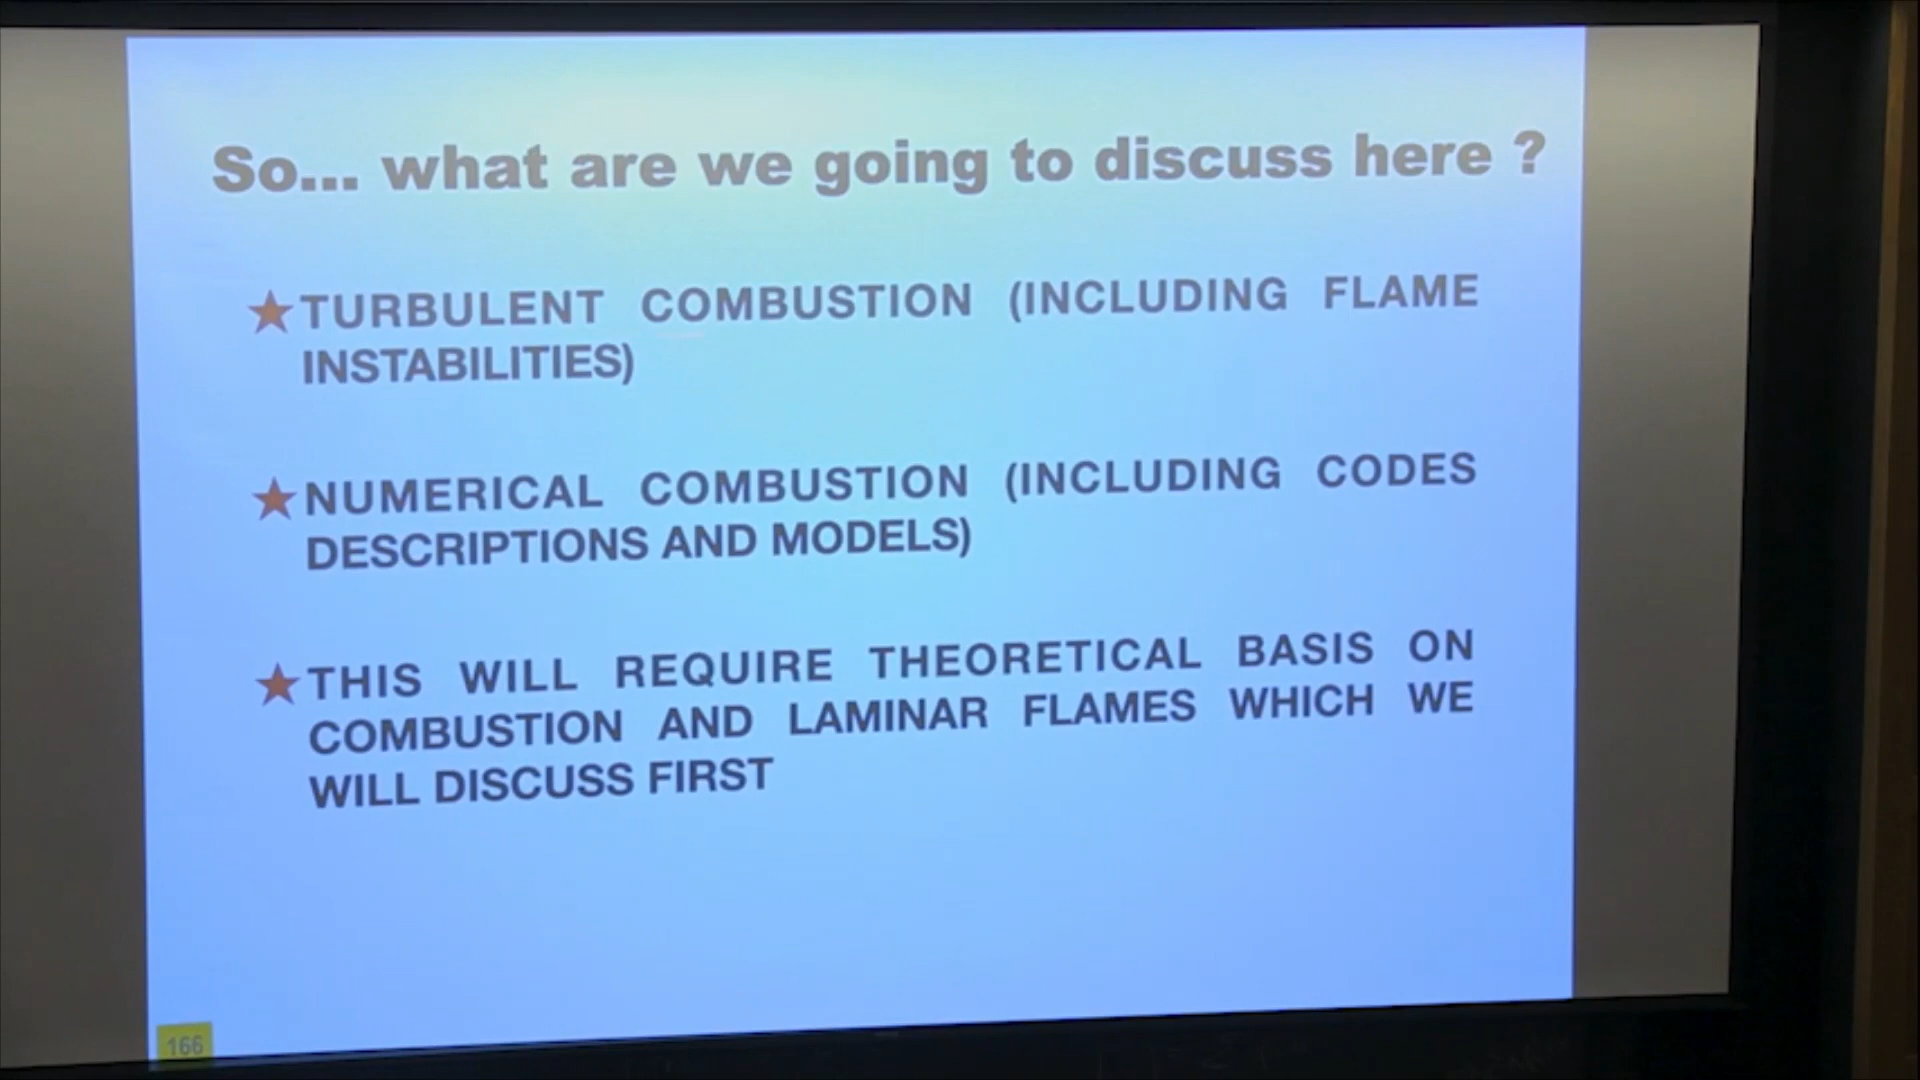 So... what are we going to discuss here ?
TURBULENT COMBUSTION (INCLUDING FLAME
INSTABILITIES)
NUMERICAL COMBUSTION (INCLUDING CODES
DESCRIPTIONS AND MODELS)
THIS WILL REQUIRE THEORETICAL BASIS ON
COMBUSTION AND LAMINAR FLAMES WHICH WE
WILL DISCUSS FIRST
166